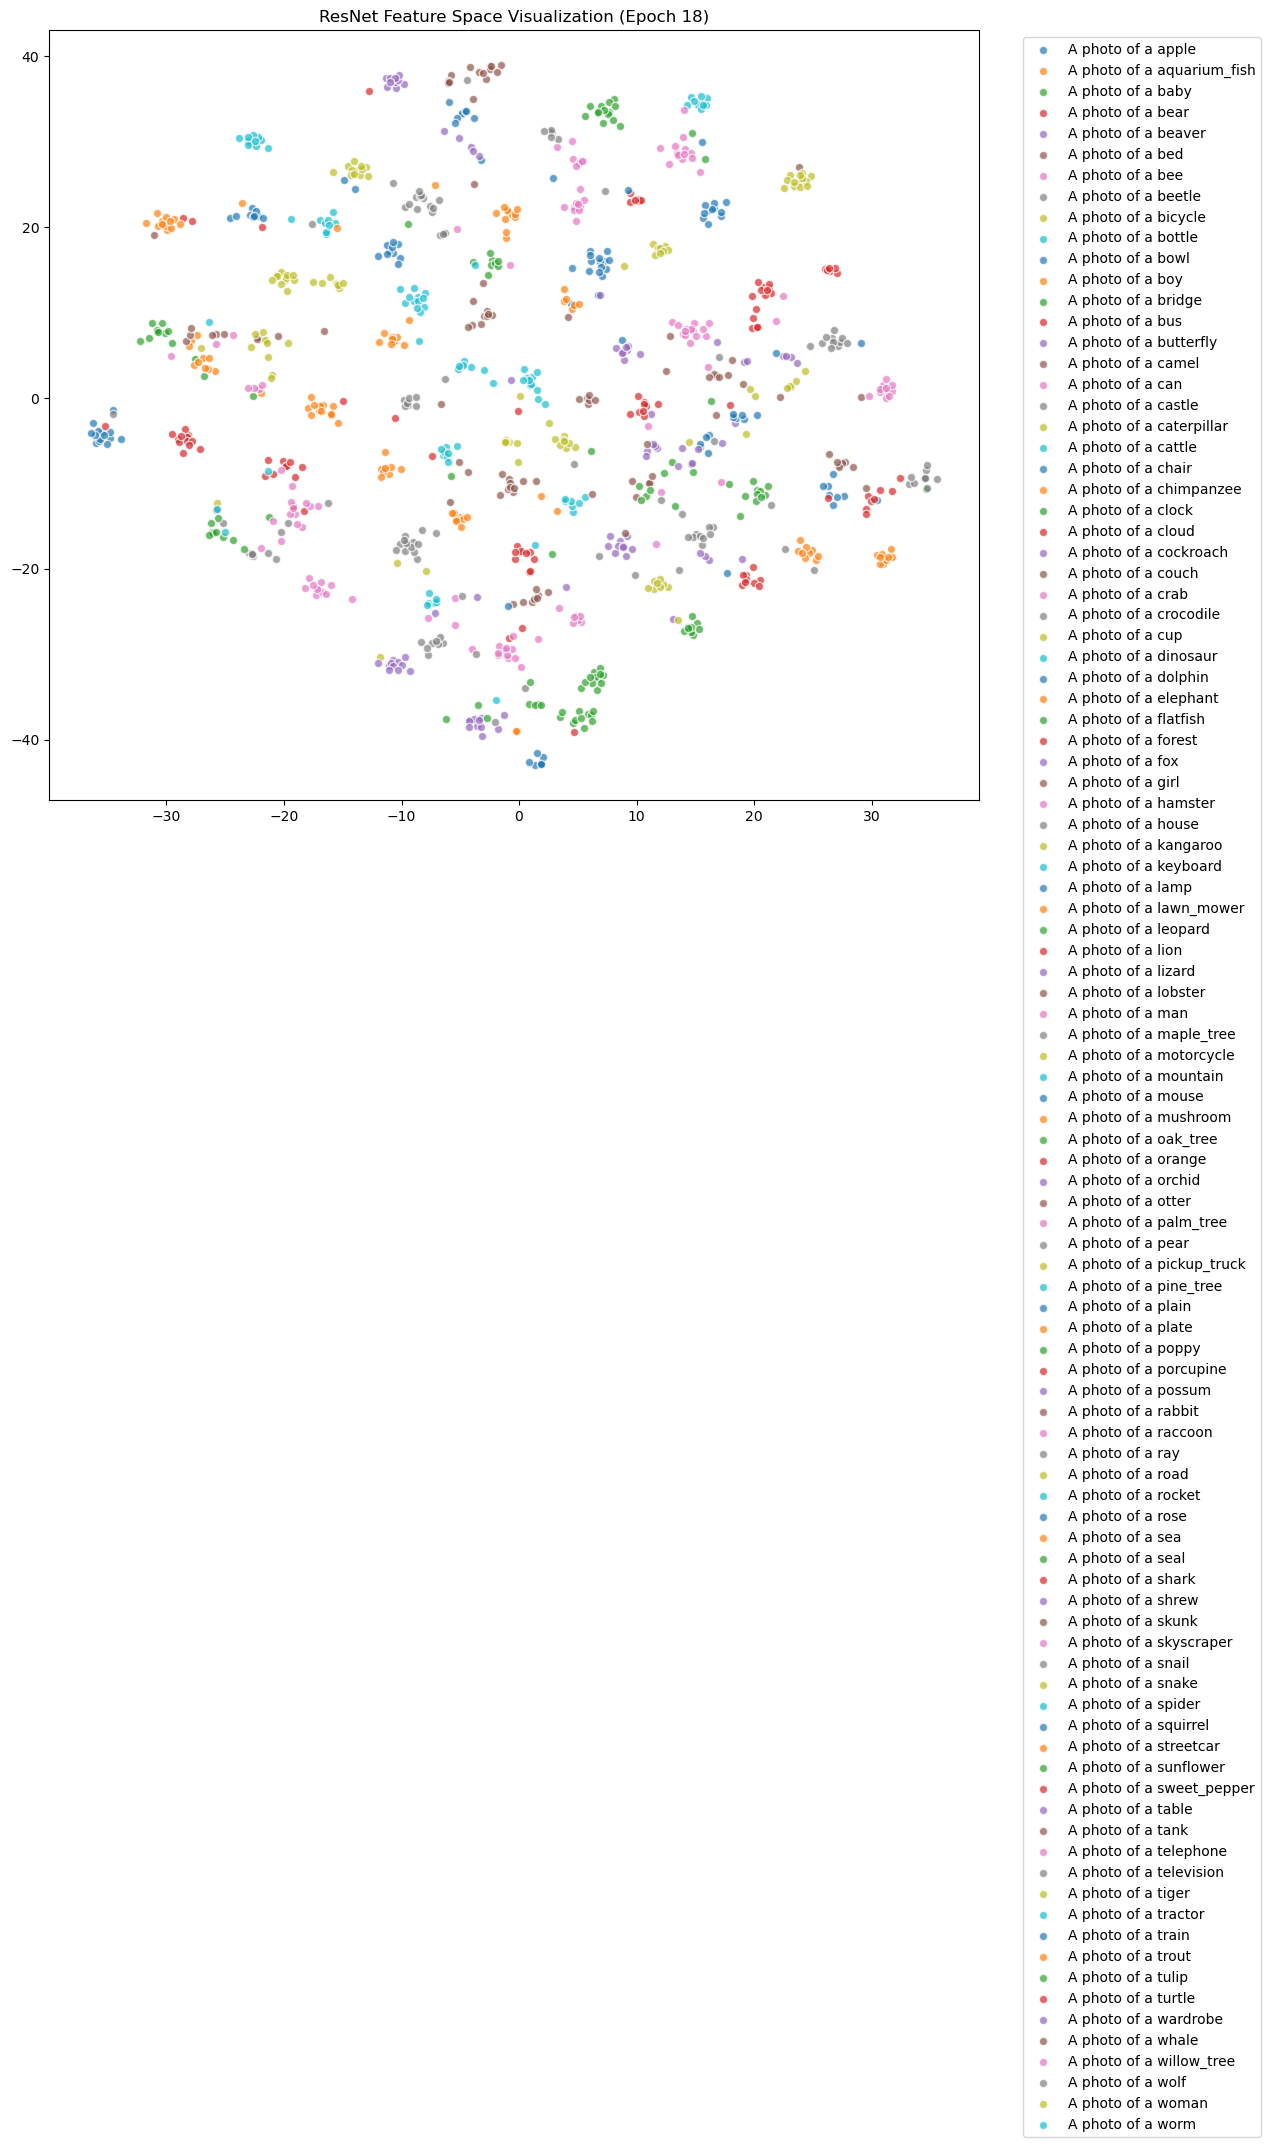 ResNet Feature Space Visualization (Epoch 18)
40
20
0
−20
−40
−30
−20
−10
0
10
20
30
A photo of a apple
A photo of a aquarium_fish
A photo of a baby
A photo of a bear
A photo of a beaver
A photo of a bed
A photo of a bee
A photo of a beetle
A photo of a bicycle
A photo of a bottle
A photo of a bowl
A photo of a boy
A photo of a bridge
A photo of a bus
A photo of a butterfly
A photo of a camel
A photo of a can
A photo of a castle
A photo of a caterpillar
A photo of a cattle
A photo of a chair
A photo of a chimpanzee
A photo of a clock
A photo of a cloud
A photo of a cockroach
A photo of a couch
A photo of a crab
A photo of a crocodile
A photo of a cup
A photo of a dinosaur
A photo of a dolphin
A photo of a elephant
A photo of a flatfish
A photo of a forest
A photo of a fox
A photo of a girl
A photo of a hamster
A photo of a house
A photo of a kangaroo
A photo of a keyboard
A photo of a lamp
A photo of a lawn_mower
A photo of a leopard
A photo of a lion
A photo of a lizard
A photo of a lobster
A photo of a man
A photo of a maple_tree
A photo of a motorcycle
A photo of a mountain
A photo of a mouse
A photo of a mushroom
A photo of a oak_tree
A photo of a orange
A photo of a orchid
A photo of a otter
A photo of a palm_tree
A photo of a pear
A photo of a pickup_truck
A photo of a pine_tree
A photo of a plain
A photo of a plate
A photo of a poppy
A photo of a porcupine
A photo of a possum
A photo of a rabbit
A photo of a raccoon
A photo of a ray
A photo of a road
A photo of a rocket
A photo of a rose
A photo of a sea
A photo of a seal
A photo of a shark
A photo of a shrew
A photo of a skunk
A photo of a skyscraper
A photo of a snail
A photo of a snake
A photo of a spider
A photo of a squirrel
A photo of a streetcar
A photo of a sunflower
A photo of a sweet_pepper
A photo of a table
A photo of a tank
A photo of a telephone
A photo of a television
A photo of a tiger
A photo of a tractor
A photo of a train
A photo of a trout
A photo of a tulip
A photo of a turtle
A photo of a wardrobe
A photo of a whale
A photo of a willow_tree
A photo of a wolf
A photo of a woman
A photo of a worm